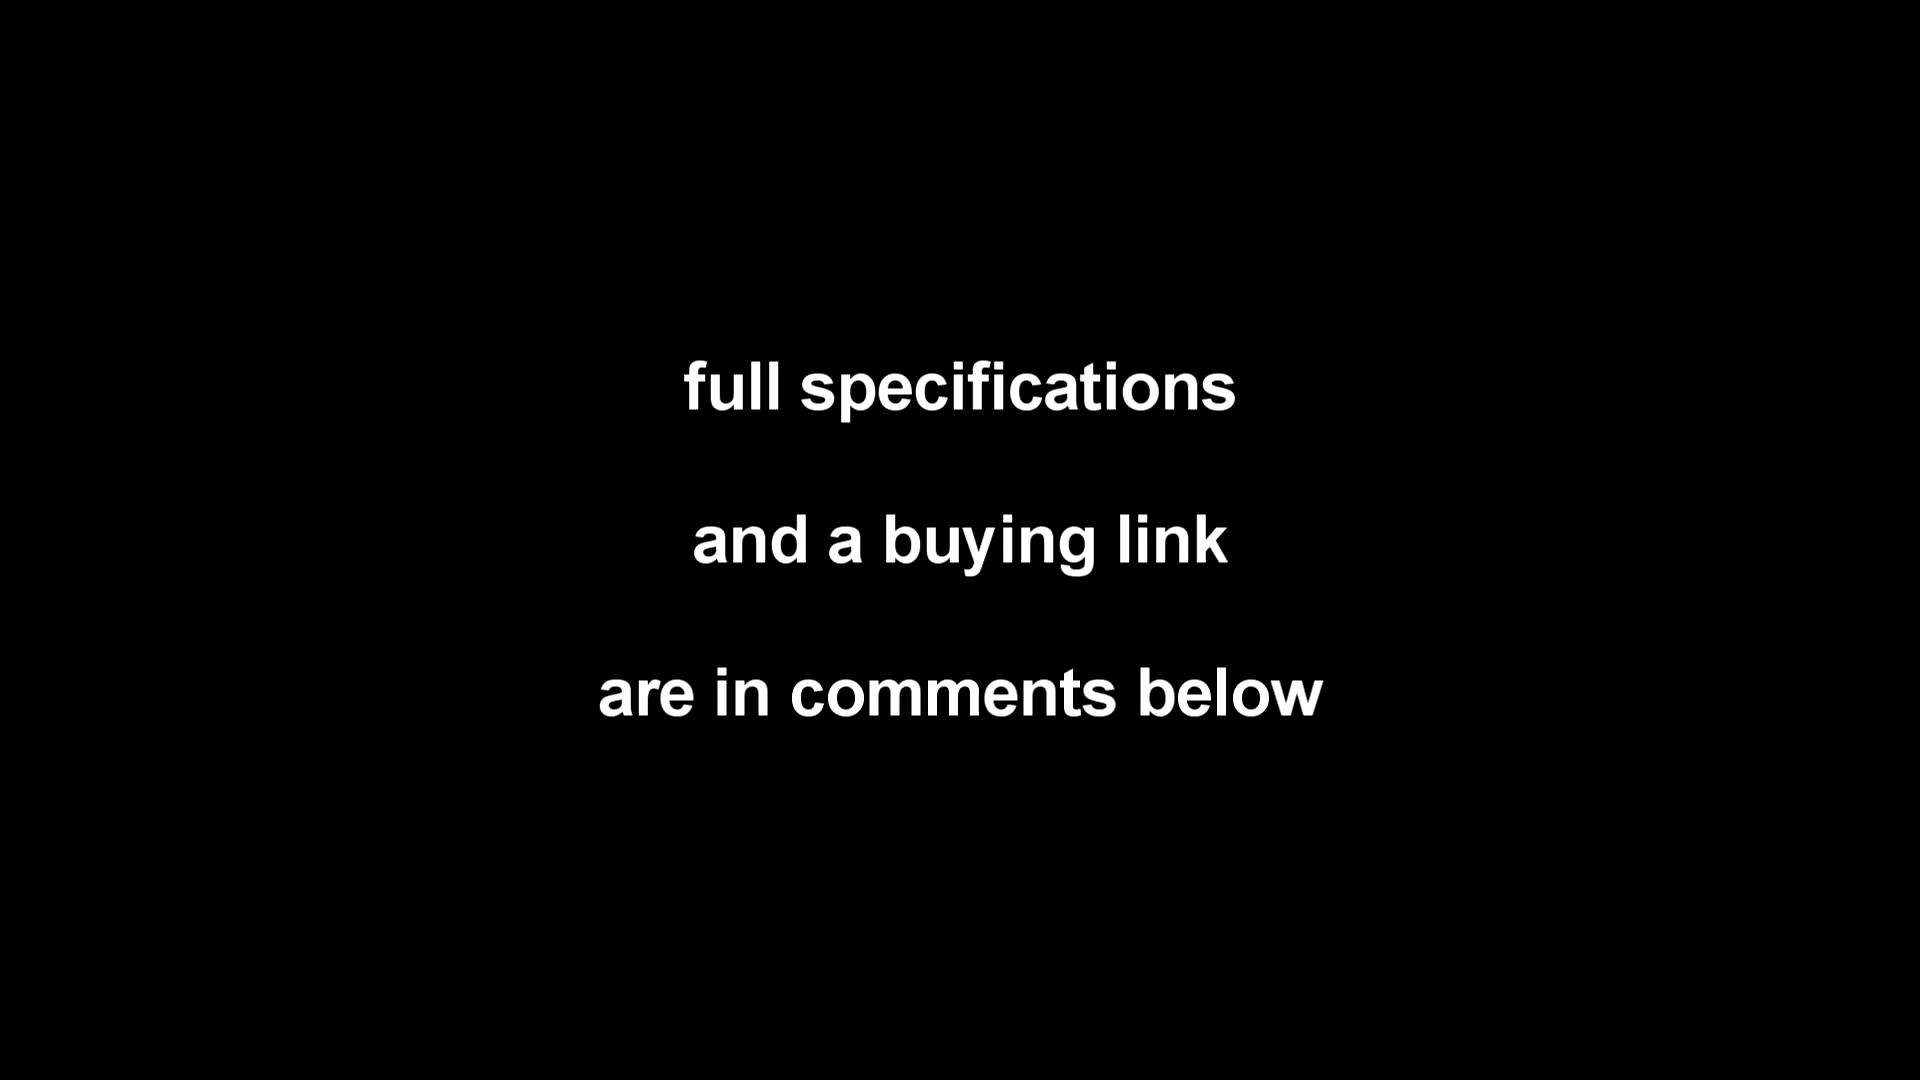 full specifications
and a buying link
are in comments below